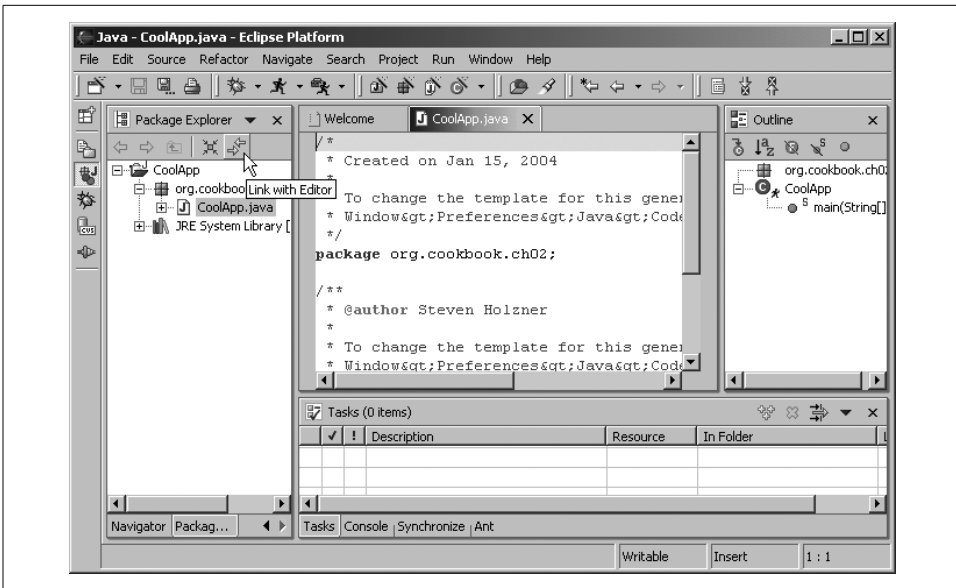 Java - CoolApp.java - Eclipse Platform
File Edit Source Refactor Navigate Search Project Run Window Help
Package Explorer
CoolApp
org.cookboo
Link with Editor
CoolApp.java
JRE System Library [
Navigator Packag...
Welcome CoolApp.java
/*
* Created on Jan 15, 2004
*
* To change the template for this gener
* Window&gt;Preferences&gt;Java&gt;Code
*/
package org.cookbook.ch02;
/**
* @author Steven Holzner
*
* To change the template for this gener
* Window&gt;Preferences&gt;Java&gt;Code
Outline
org.cookbook.ch0
CoolApp
S main(String[]
Tasks (0 items)
✓ ! Description Resource In Folder L
Tasks Console Synchronize Ant
Writable Insert 1 : 1